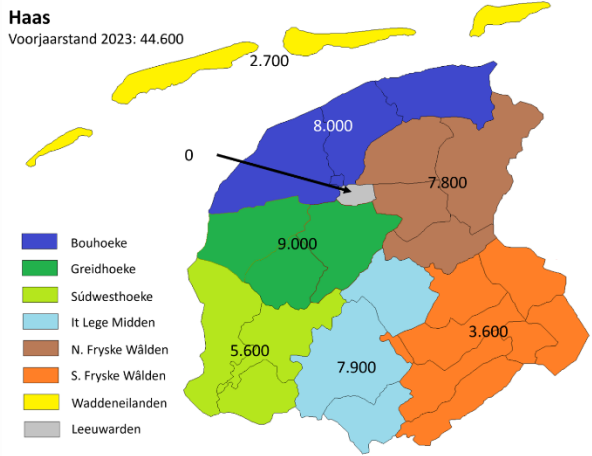 Haas
Voorjaarstand 2023: 44.600
2.700
8.000
0
7.800
9.000
3.600
5.600
7.900
Bouhoeke
Greidhoeke
Súdwesthoeke
It Lege Midden
N. Fryske Wâlden
S. Fryske Wâlden
Waddeneilanden
Leeuwarden